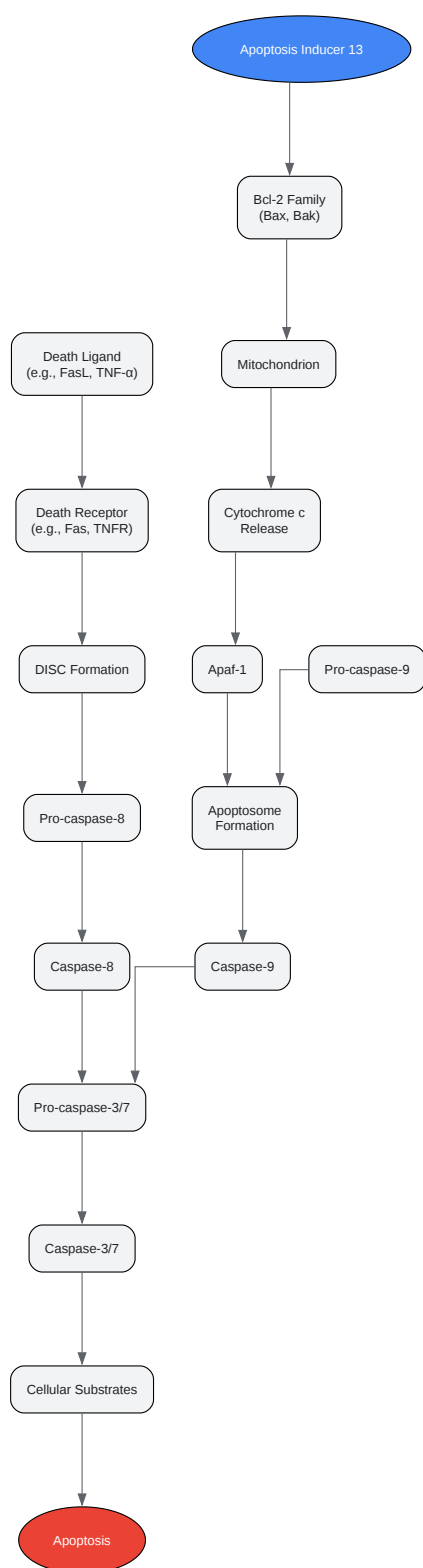 Apoptosis Inducer 13
Bcl-2 Family
(Bax, Bak)
Death Ligand
(e.g., FasL, TNF-α)
Mitochondrion
Death Receptor
(e.g., Fas, TNFR)
Cytochrome c
Release
DISC Formation
Apaf-1
Pro-caspase-9
Pro-caspase-8
Apoptosome
Formation
Caspase-8
Caspase-9
Pro-caspase-3/7
Caspase-3/7
Cellular Substrates
Apoptosis